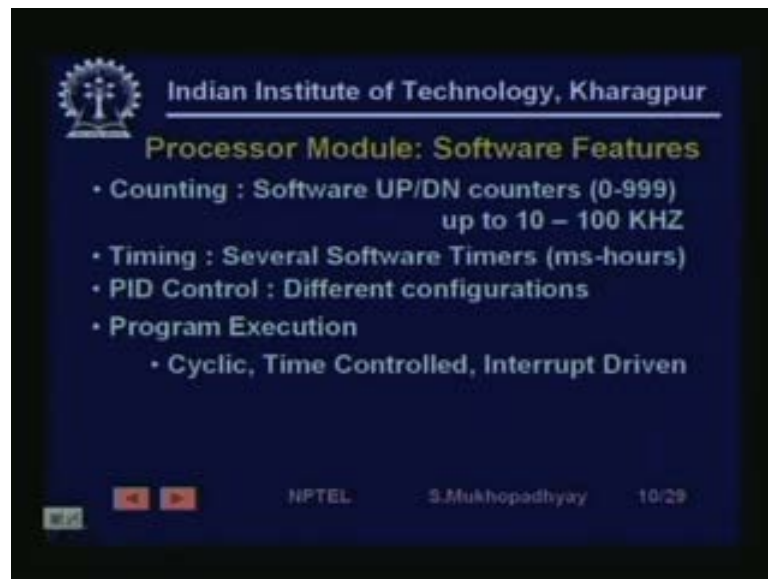 Indian Institute of Technology, Kharagpur
Processor Module: Software Features
• Counting : Software UP/DN counters (0-999)
up to 10 – 100 KHZ
• Timing : Several Software Timers (ms-hours)
• PID Control : Different configurations
• Program Execution
• Cyclic, Time Controlled, Interrupt Driven
NPTEL S.Mukhopadhyay 10/29